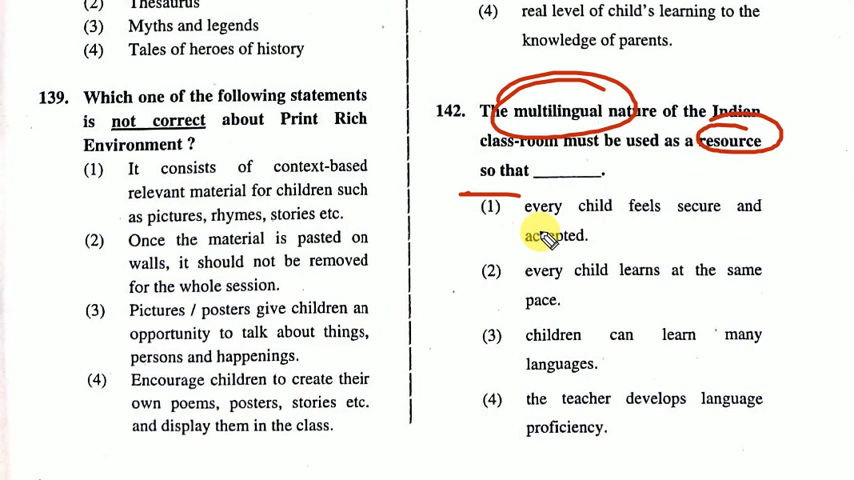 (2) Thesaurus
(3) Myths and legends
(4) Tales of heroes of history
139. Which one of the following statements
is not correct about Print Rich
Environment ?
(1) It consists of context-based
relevant material for children such
as pictures, rhymes, stories etc.
(2) Once the material is pasted on
walls, it should not be removed
for the whole session.
(3) Pictures / posters give children an
opportunity to talk about things,
persons and happenings.
(4) Encourage children to create their
own poems, posters, stories etc.
and display them in the class.
(4) real level of child's learning to the
knowledge of parents.
142. The multilingual nature of the Indian
class-room must be used as a resource
so that ________.
(1) every child feels secure and
accepted.
(2) every child learns at the same
pace.
(3) children can learn many
languages.
(4) the teacher develops language
proficiency.